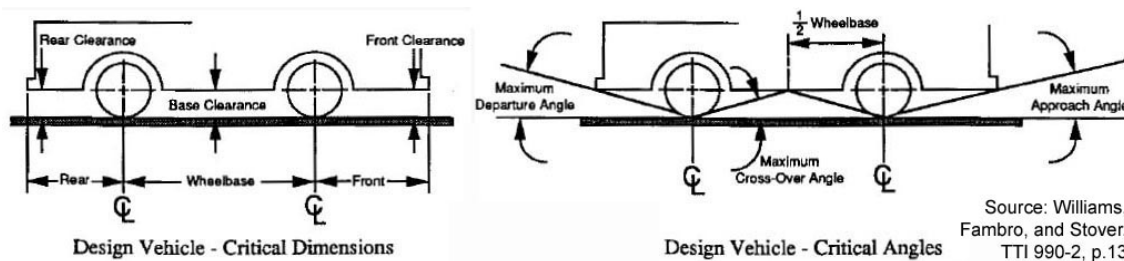 Rear Clearance
Front Clearance
Base Clearance
Rear
Wheelbase
Front
C
L
C
L
Design Vehicle - Critical Dimensions
1/2 Wheelbase
Maximum
Departure Angle
Maximum
Approach Angle
Maximum
Cross-Over Angle
C
L
C
L
Design Vehicle - Critical Angles
Source: Williams,
Fambro, and Stover,
TTI 990-2, p.13